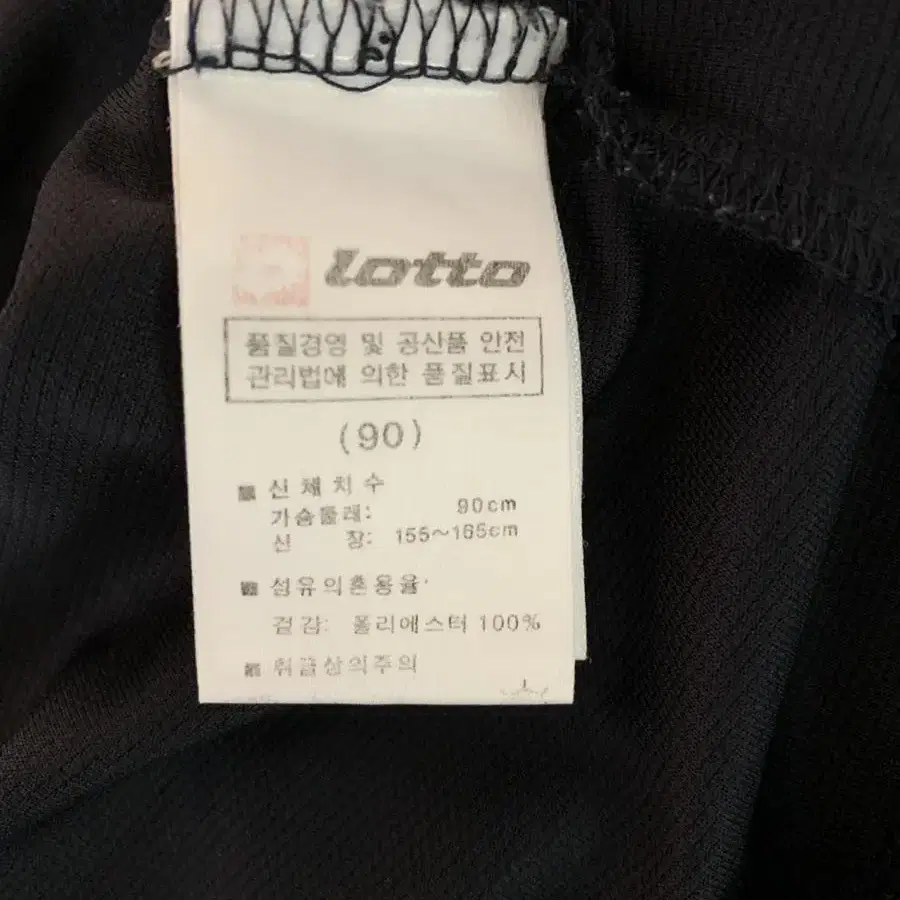 lotto
품질경영 및 공산품 안전
관리법에 의한 품질표시
(90)
■ 신체치수
가슴둘레: 90cm
신 장: 155~165cm
■ 섬유의혼용율
겉감: 폴리에스터 100%
■ 취급상의주의